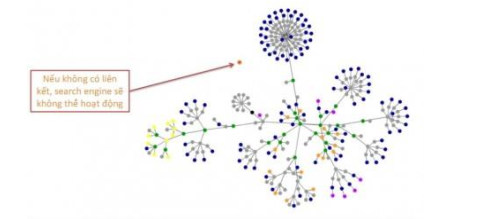 Nếu không có liên
kết, search engine sẽ
không thể hoạt động